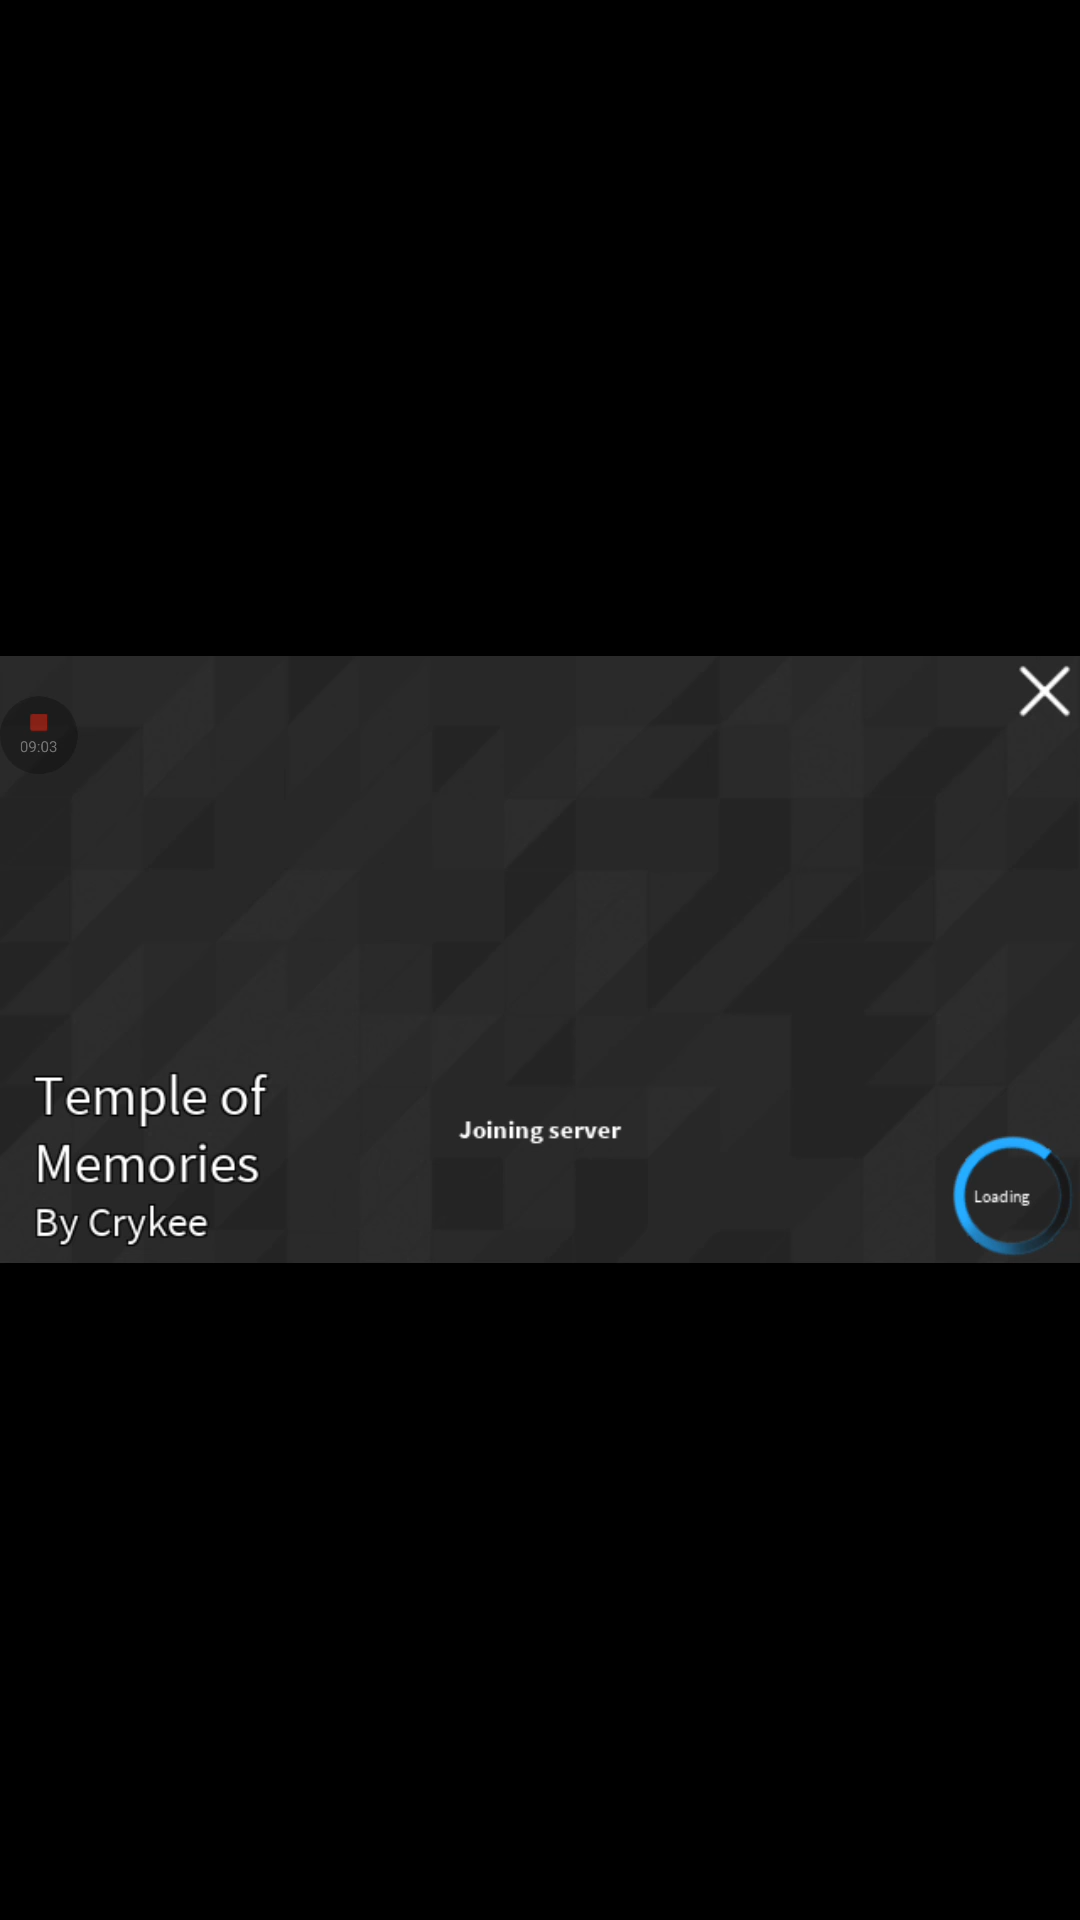 09:03
Temple of
Memories
By Crykee
Joining server
Loading